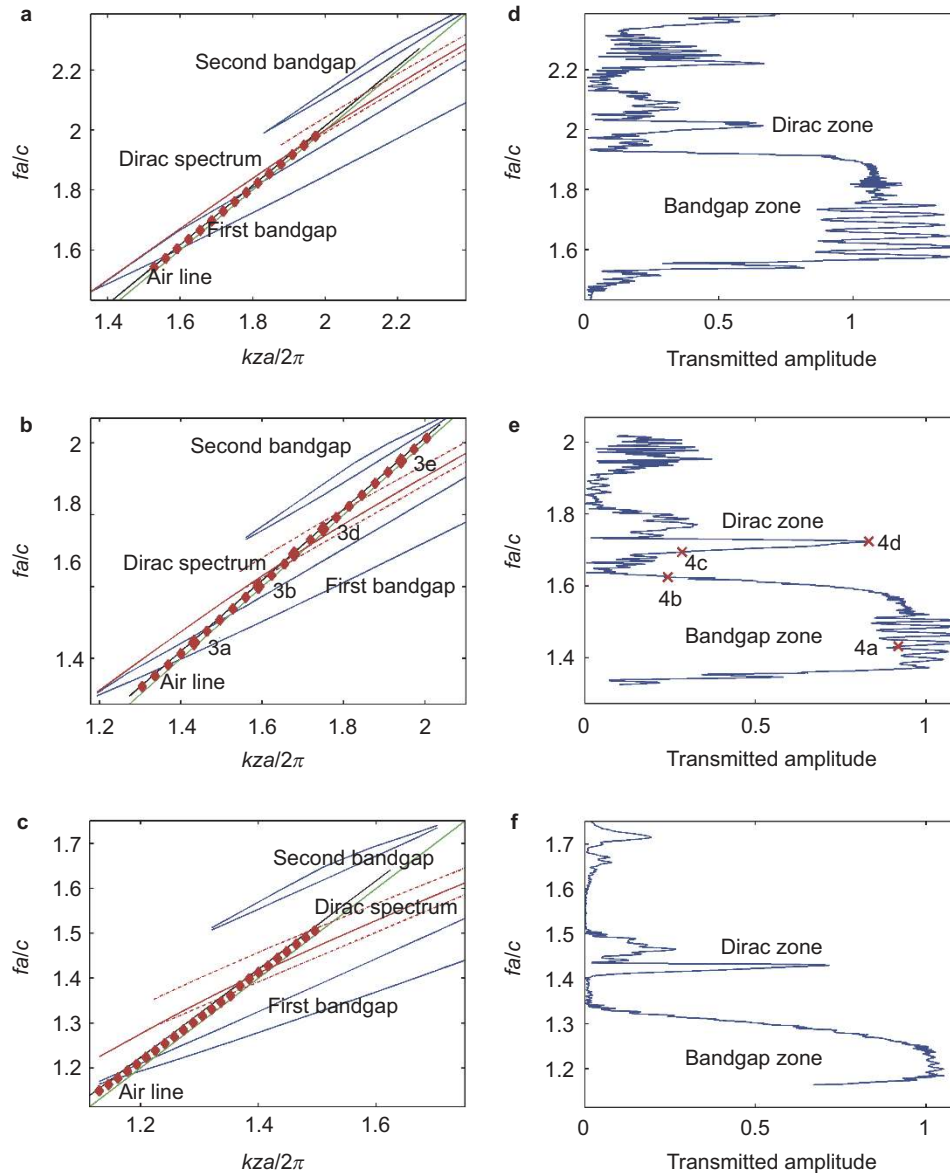 a
Second bandgap
Dirac spectrum
First bandgap
Air line
2.2
2
1.8
1.6
fa/c
1.4 1.6 1.8 2 2.2
kza/2π
d
Dirac zone
Bandgap zone
2.2
2
1.8
1.6
fa/c
0 0.5 1
Transmitted amplitude
b
Second bandgap
3e
3d
Dirac spectrum
3b
First bandgap
3a
Air line
2
1.8
1.6
1.4
fa/c
1.2 1.4 1.6 1.8 2
kza/2π
e
Dirac zone
4d
4c
4b
Bandgap zone
4a
2
1.8
1.6
1.4
fa/c
0 0.5 1
Transmitted amplitude
c
Second bandgap
Dirac spectrum
First bandgap
Air line
1.7
1.6
1.5
1.4
1.3
1.2
fa/c
1.2 1.4 1.6
kza/2π
f
Dirac zone
Bandgap zone
1.7
1.6
1.5
1.4
1.3
1.2
fa/c
0 0.5 1
Transmitted amplitude